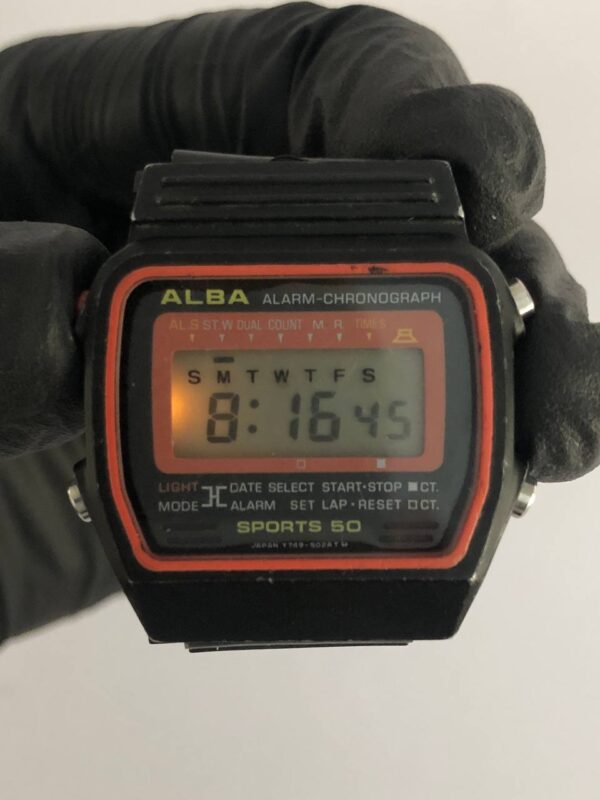 ALBA ALARM-CHRONOGRAPH
AL.S ST.W DUAL COUNT M. R. TIMES
S M T W T F S
8:16 45
LIGHT DATE SELECT START·STOP ■CT.
MODE ALARM SET LAP·RESET □CT.
SPORTS 50